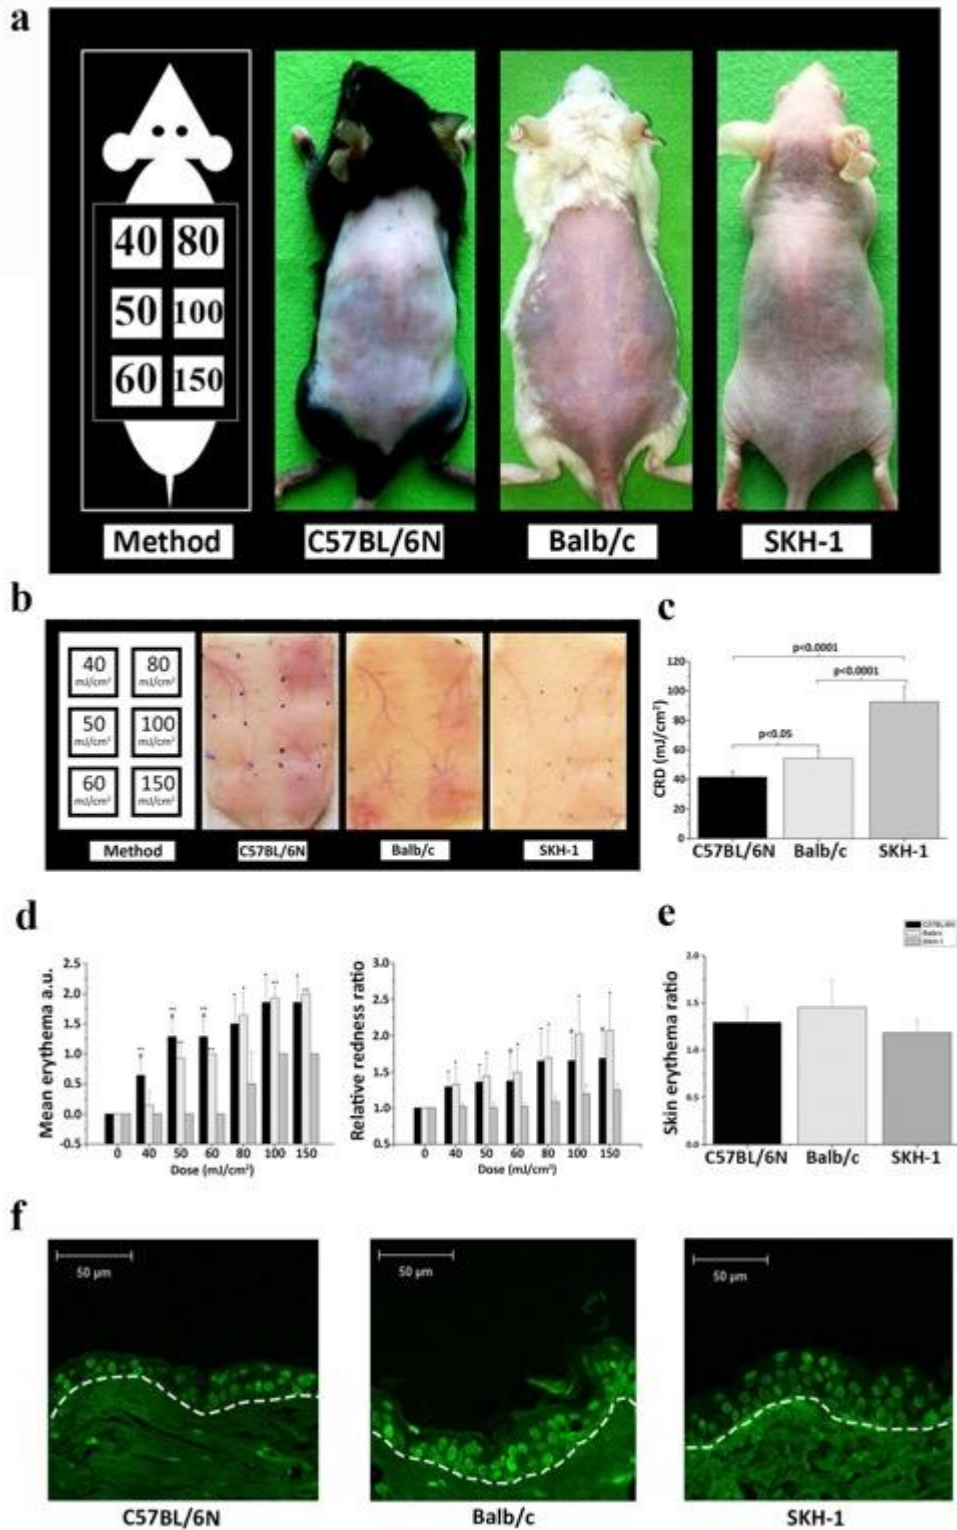 a
40 80
50 100
60 150
Method C57BL/6N Balb/c SKH-1
b
40 mJ/cm² 80 mJ/cm²
50 mJ/cm² 100 mJ/cm²
60 mJ/cm² 150 mJ/cm²
Method C57BL/6N Balb/c SKH-1
c
CRD (mJ/cm²)
120
100
80
60
40
20
0
p<0.0001
p<0.0001
p<0.05
C57BL/6N Balb/c SKH-1
d
Mean erythema a.u.
2.5
2.0
1.5
1.0
0.5
0.0
-0.5
0 40 50 60 80 100 150
Dose (mJ/cm²)
Relative redness ratio
3.0
2.5
2.0
1.5
1.0
0.5
0 40 50 60 80 100 150
Dose (mJ/cm²)
e
C57BL/6N
Balb/c
SKH-1
Skin erythema ratio
2.0
1.5
1.0
0.5
0.0
C57BL/6N Balb/c SKH-1
f
50 µm 50 µm 50 µm
C57BL/6N Balb/c SKH-1